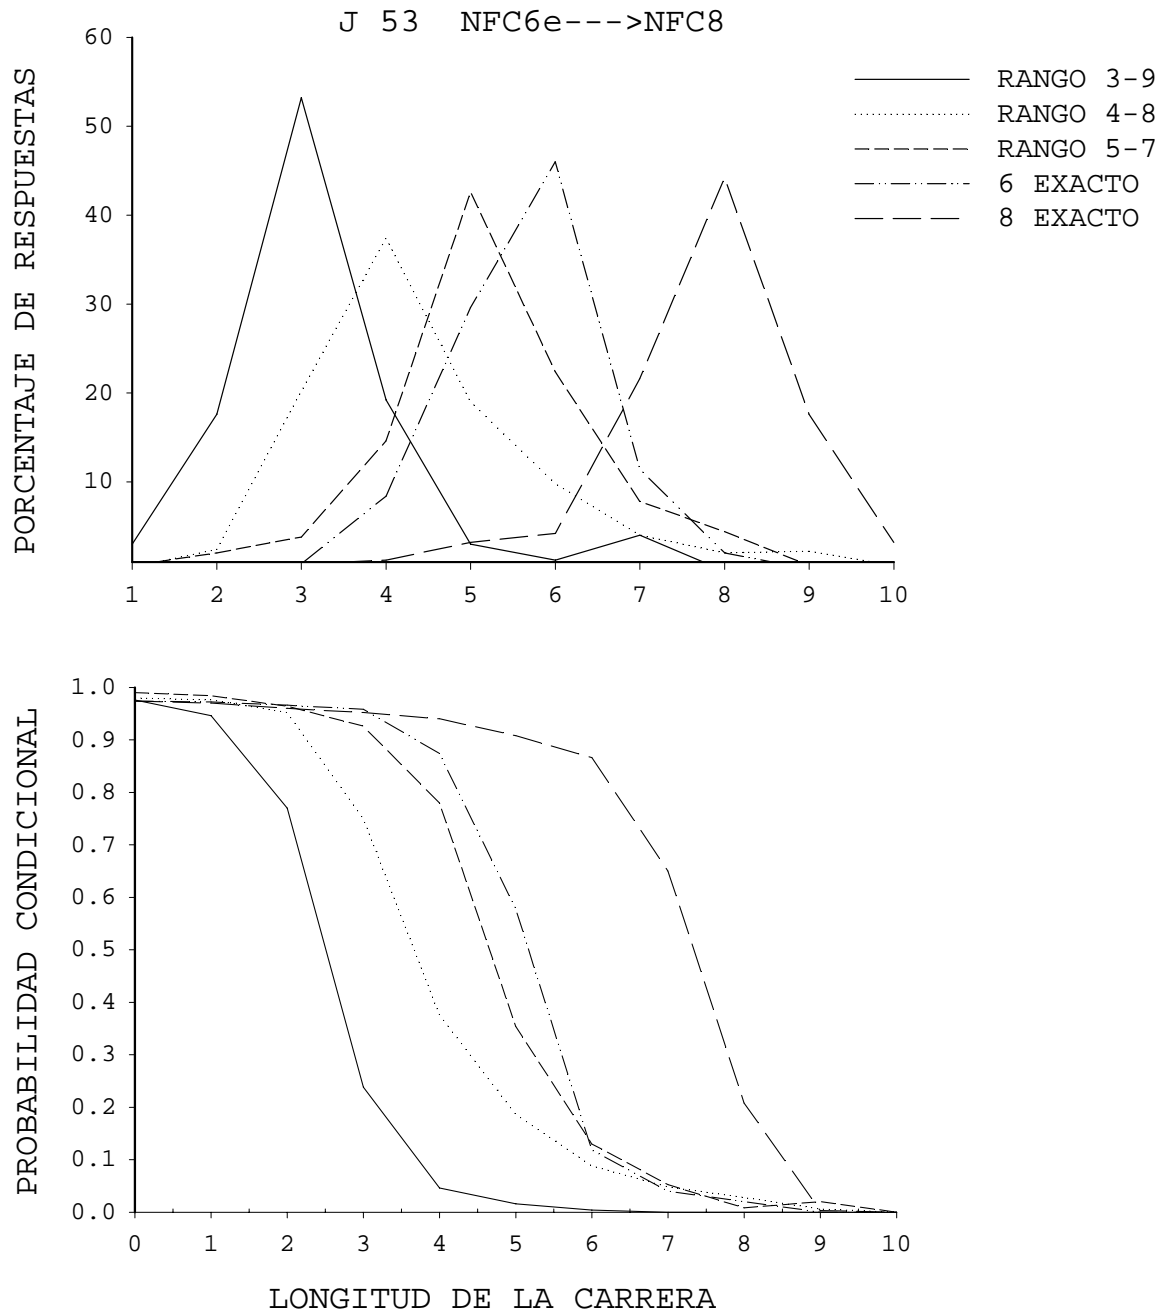 J 53 NFC6e--->NFC8
60
50
40
30
20
10
PORCENTAJE DE RESPUESTAS
1 2 3 4 5 6 7 8 9 10
RANGO 3-9
RANGO 4-8
RANGO 5-7
6 EXACTO
8 EXACTO
1.0
0.9
0.8
0.7
0.6
0.5
0.4
0.3
0.2
0.1
0.0
PROBABILIDAD CONDICIONAL
0 1 2 3 4 5 6 7 8 9 10
LONGITUD DE LA CARRERA